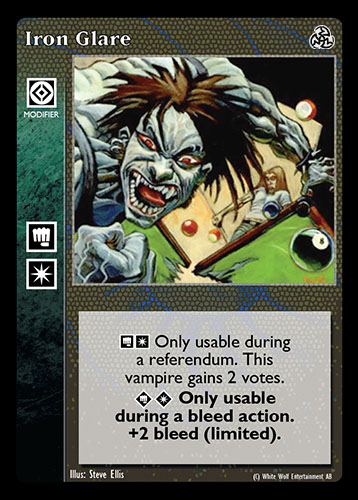 Iron Glare
MODIFIER
8
Only usable during
a referendum. This
vampire gains 2 votes.
Only usable
during a bleed action.
+2 bleed (limited).
Illus: Steve Ellis
(C) White Wolf Entertainment AB